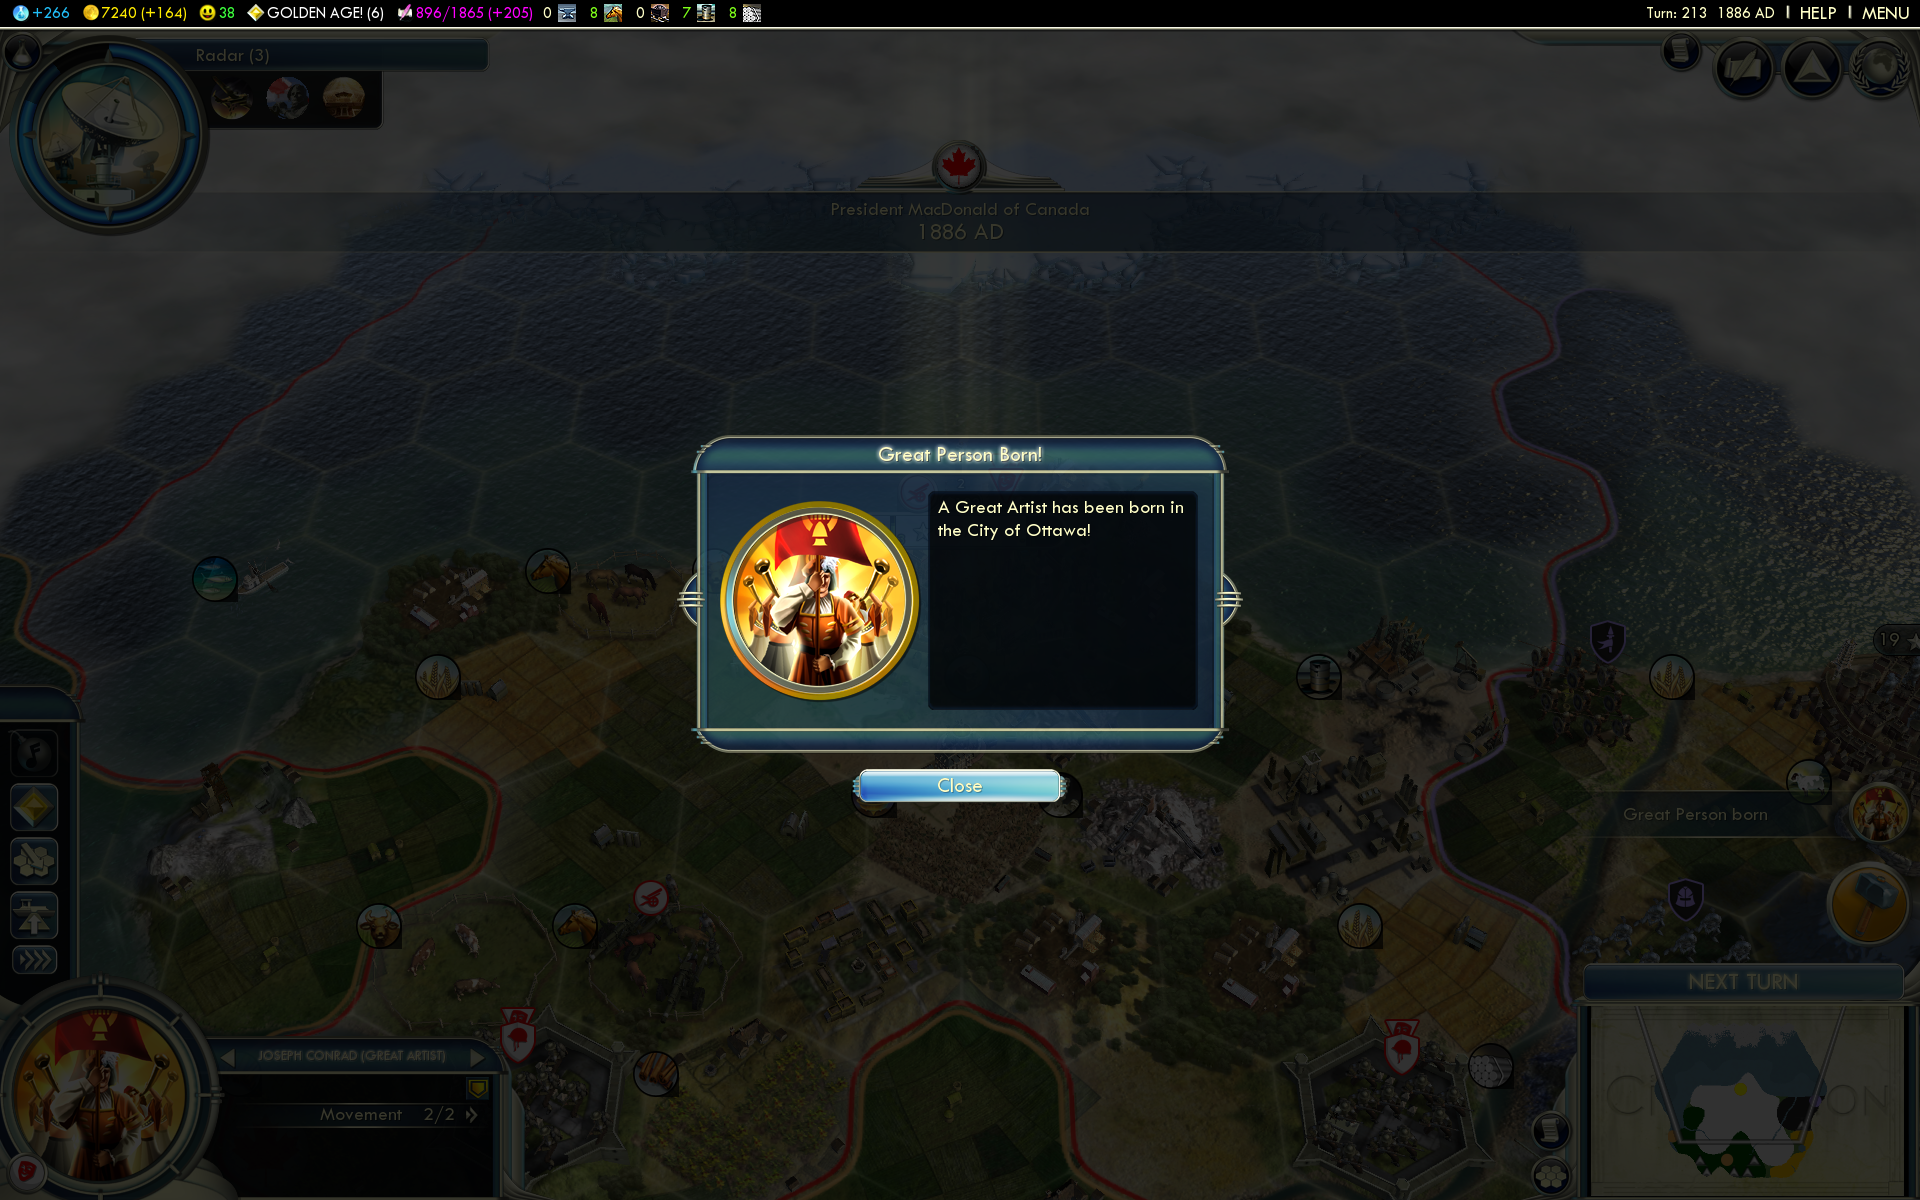 +266 7240 (+164) 38 GOLDEN AGE! (6) 896/1865 (+205) 0 8 0 7 8
Turn: 213 1886 AD HELP MENU
Radar (3)
President MacDonald of Canada
1886 AD
Great Person Born!
A Great Artist has been born in
the City of Ottawa!
19
Close
Great Person born
NEXT TURN
JOSEPH CONRAD (GREAT ARTIST)
Movement 2/2